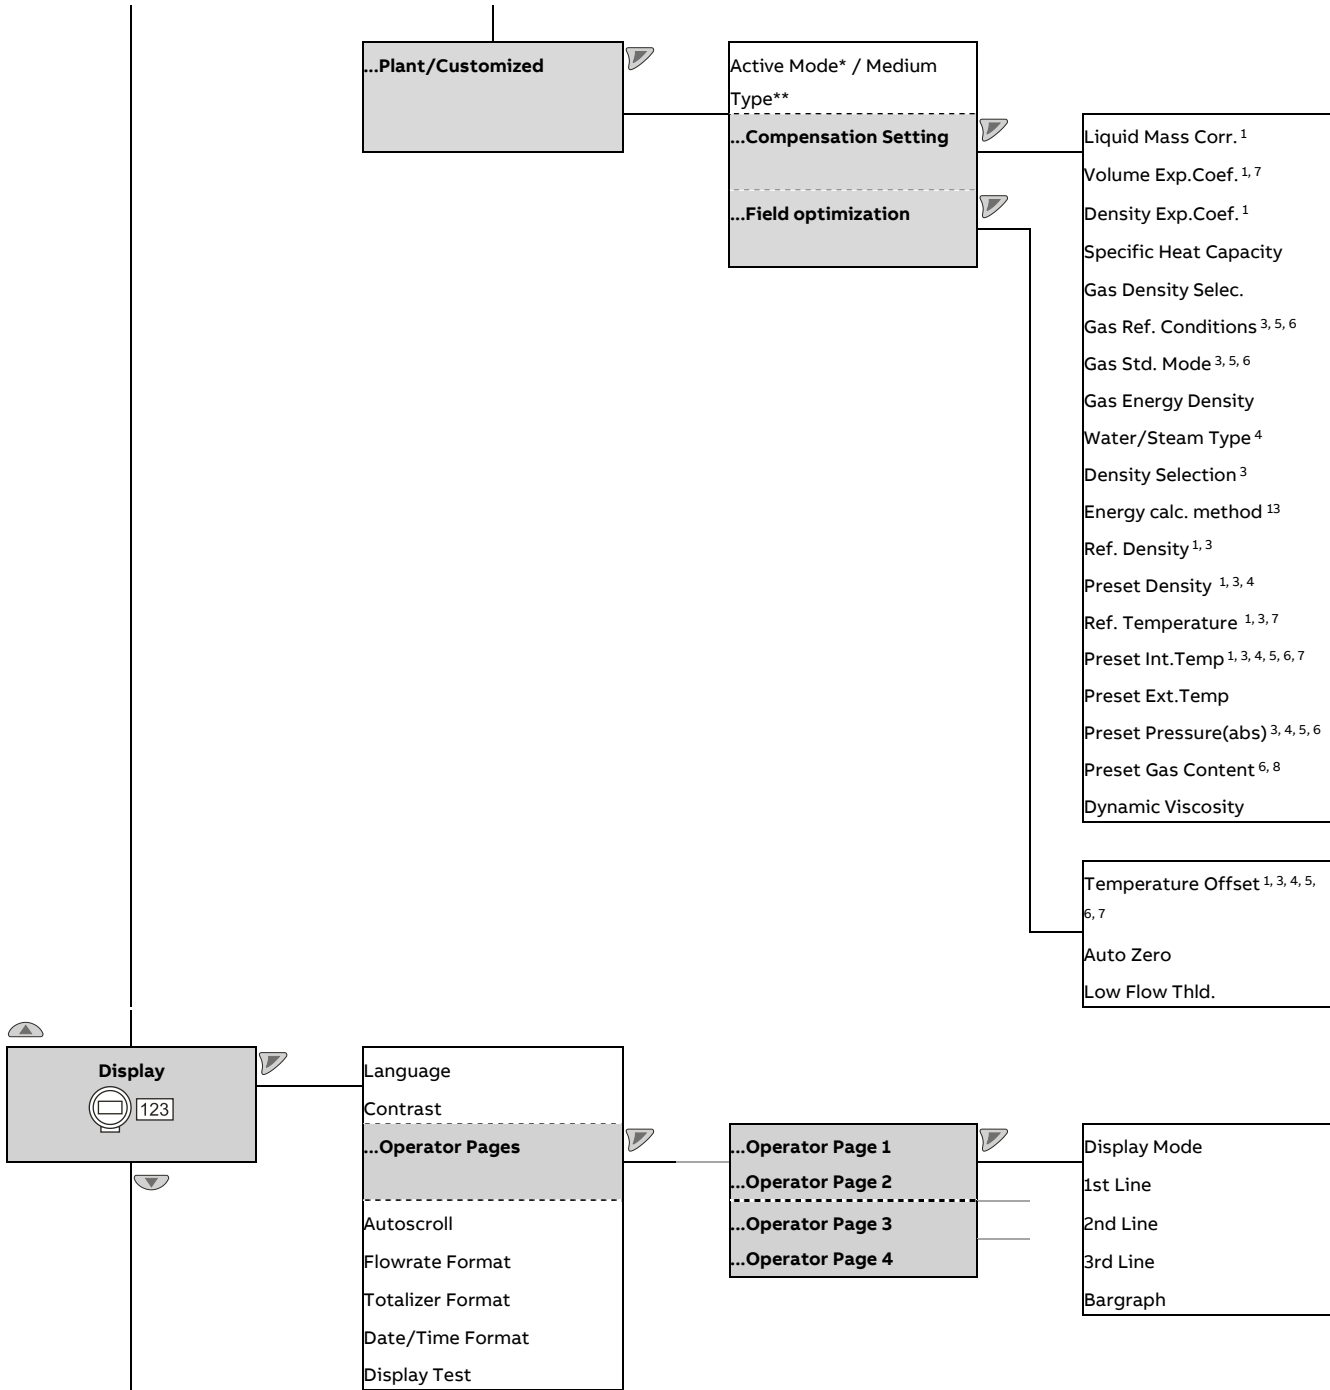 ...Plant/Customized
Active Mode* / Medium
Type**
...Compensation Setting
...Field optimization
Liquid Mass Corr. 1
Volume Exp.Coef. 1, 7
Density Exp.Coef. 1
Specific Heat Capacity
Gas Density Selec.
Gas Ref. Conditions 3, 5, 6
Gas Std. Mode 3, 5, 6
Gas Energy Density
Water/Steam Type 4
Density Selection 3
Energy calc. method 13
Ref. Density 1, 3
Preset Density 1, 3, 4
Ref. Temperature 1, 3, 7
Preset Int.Temp 1, 3, 4, 5, 6, 7
Preset Ext.Temp
Preset Pressure(abs) 3, 4, 5, 6
Preset Gas Content 6, 8
Dynamic Viscosity
Temperature Offset 1, 3, 4, 5,
6, 7
Auto Zero
Low Flow Thld.
Display
123
Language
Contrast
...Operator Pages
Autoscroll
Flowrate Format
Totalizer Format
Date/Time Format
Display Test
...Operator Page 1
...Operator Page 2
...Operator Page 3
...Operator Page 4
Display Mode
1st Line
2nd Line
3rd Line
Bargraph